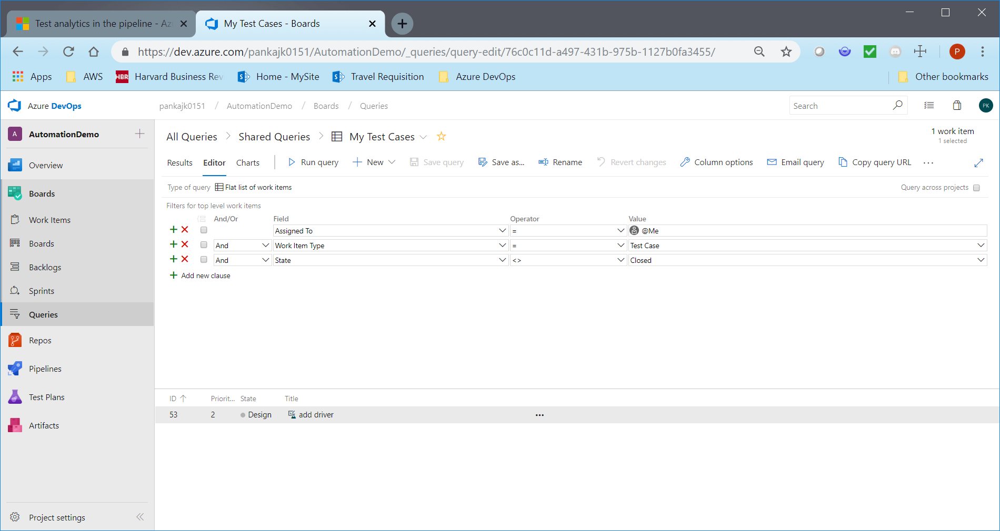 Test analytics in the pipeline - Az
My Test Cases - Boards
https://dev.azure.com/pankajk0151/AutomationDemo/_queries/query-edit/76c0c11d-a497-431b-975b-1127b0fa3455/
P
Apps AWS HBR Harvard Business Rev Home - MySite Travel Requisition Azure DevOps Other bookmarks
Azure DevOps pankajk0151 / AutomationDemo / Boards / Queries Search PK
A AutomationDemo
Overview
Boards
Work Items
Boards
Backlogs
Sprints
Queries
Repos
Pipelines
Test Plans
Artifacts
Project settings
All Queries > Shared Queries > My Test Cases
1 work item
1 selected
Results Editor Charts Run query New Save query Save as... Rename Revert changes Column options Email query Copy query URL ...
Type of query Flat list of work items Query across projects
Filters for top level work items
And/Or Field Operator Value
Assigned To = @Me
And Work Item Type = Test Case
And State <> Closed
+ Add new clause
ID Priorit... State Title
53 2 Design add driver ...